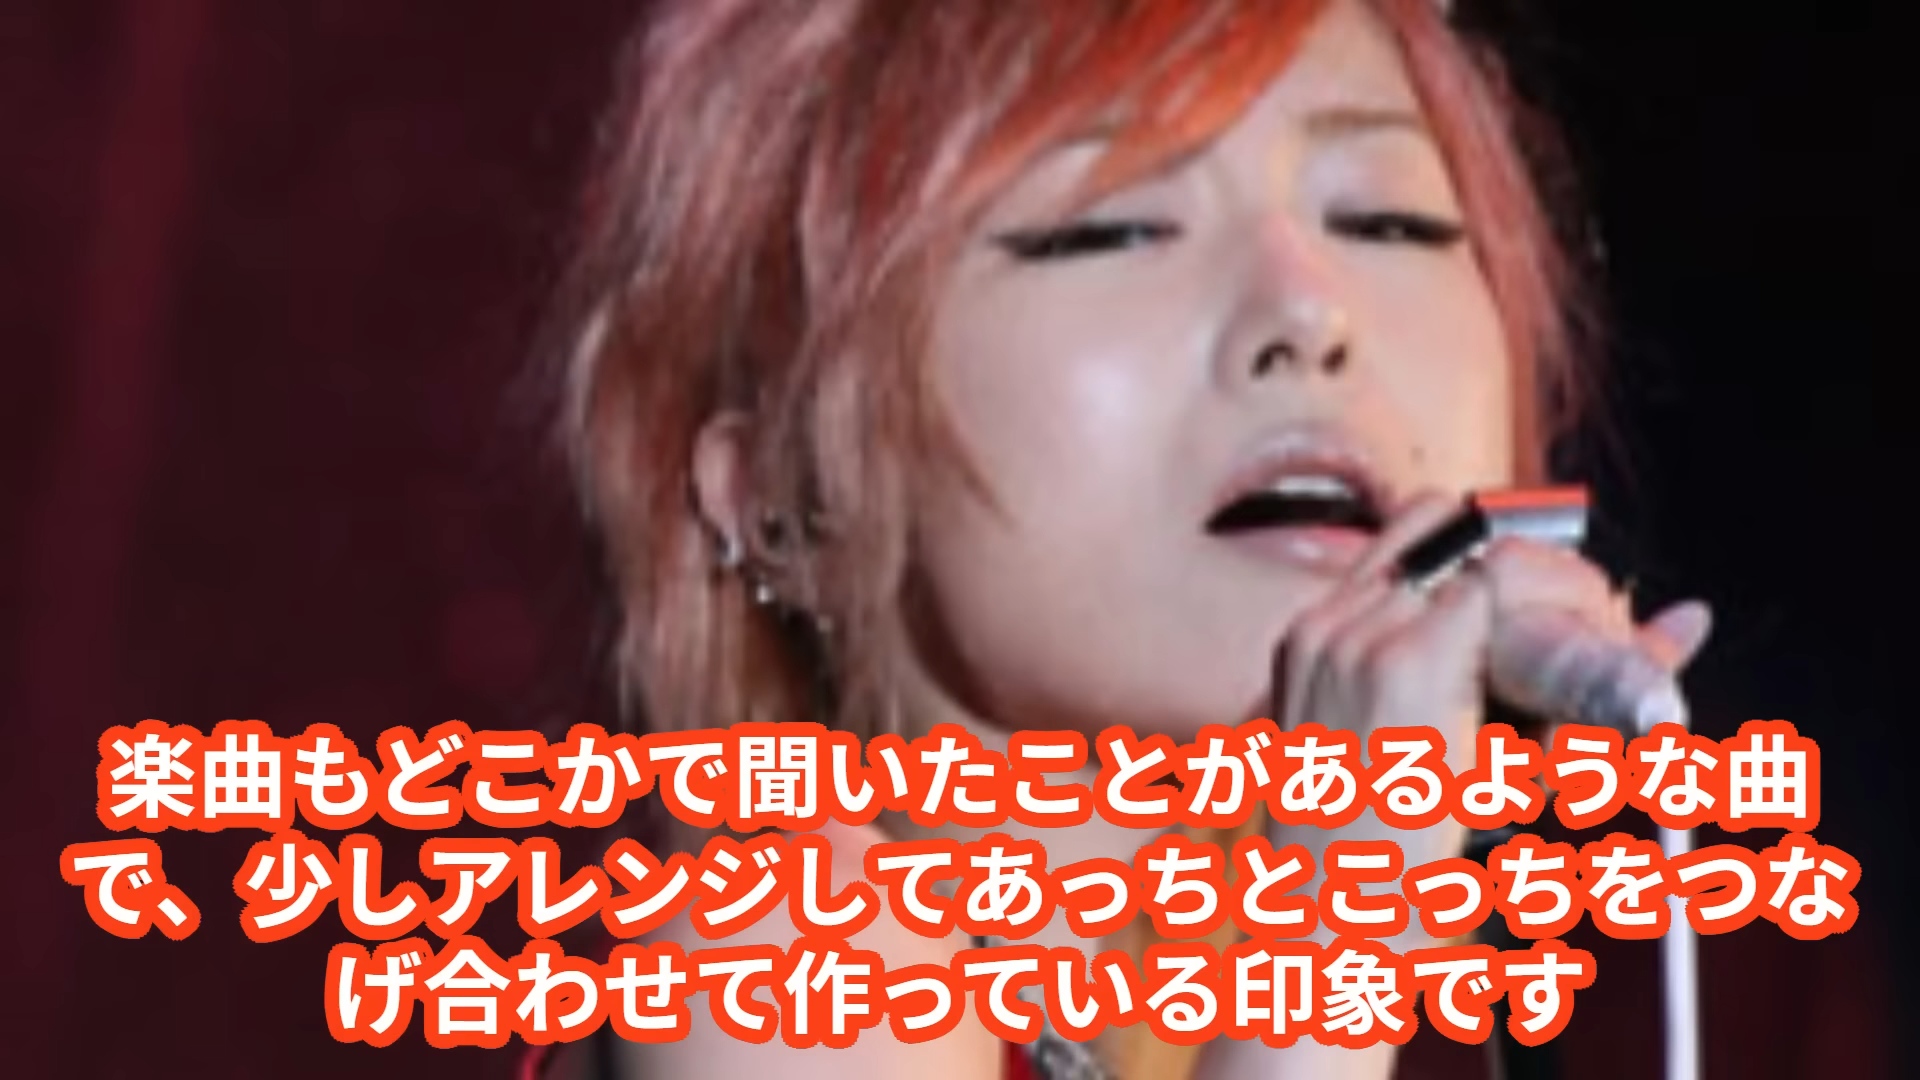 楽曲もどこかで聞いたことがあるような曲
で、少しアレンジしてあっちとこっちをつな
げ合わせて作っている印象です